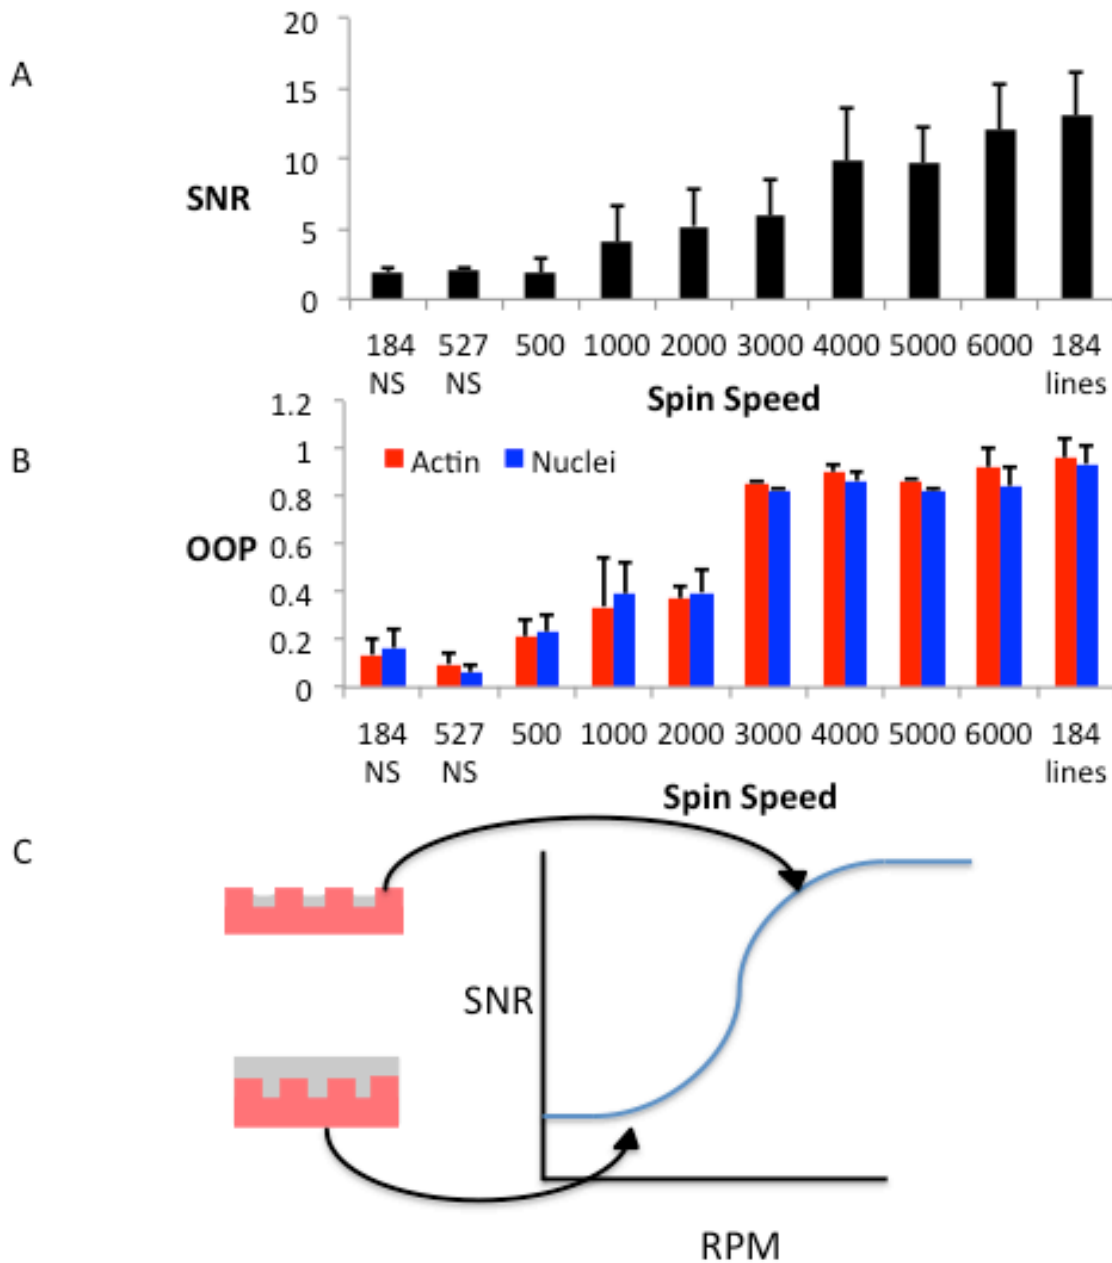 A
20
15
10
5
0
SNR
184 527 500 1000 2000 3000 4000 5000 6000 184
NS NS lines
Spin Speed
B
1.2
1
0.8
0.6
0.4
0.2
0
OOP
Actin Nuclei
184 527 500 1000 2000 3000 4000 5000 6000 184
NS NS lines
Spin Speed
C
SNR
RPM